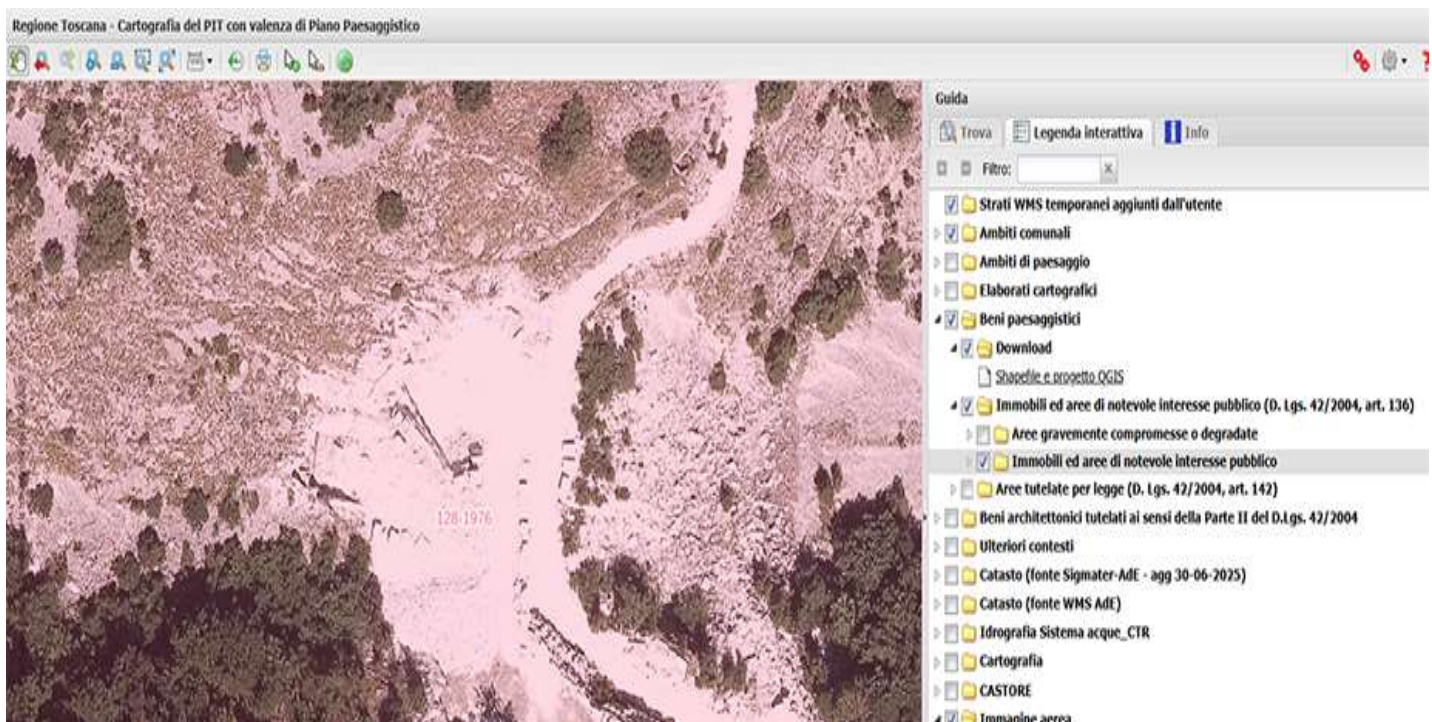 Regione Toscana - Cartografia del PIT con valenza di Piano Paesaggistico
Guida
Trova Legenda interattiva Info
Filtro:
Strati WMS temporanei aggiunti dall'utente
Ambiti comunali
Ambiti di paesaggio
Elaborati cartografici
Beni paesaggistici
Download
Shapefile e progetto QGIS
Immobili ed aree di notevole interesse pubblico (D. Lgs. 42/2004, art. 136)
Aree gravemente compromesse o degradate
Immobili ed aree di notevole interesse pubblico
Aree tutelate per legge (D. Lgs. 42/2004, art. 142)
Beni architettonici tutelati ai sensi della Parte II del D.Lgs. 42/2004
Ulteriori contesti
Catasto (fonte Sigmater-AdE - agg 30-06-2025)
Catasto (fonte WMS AdE)
Idrografia Sistema acque_CTR
Cartografia
CASTORE
Immagine aerea
128-1976